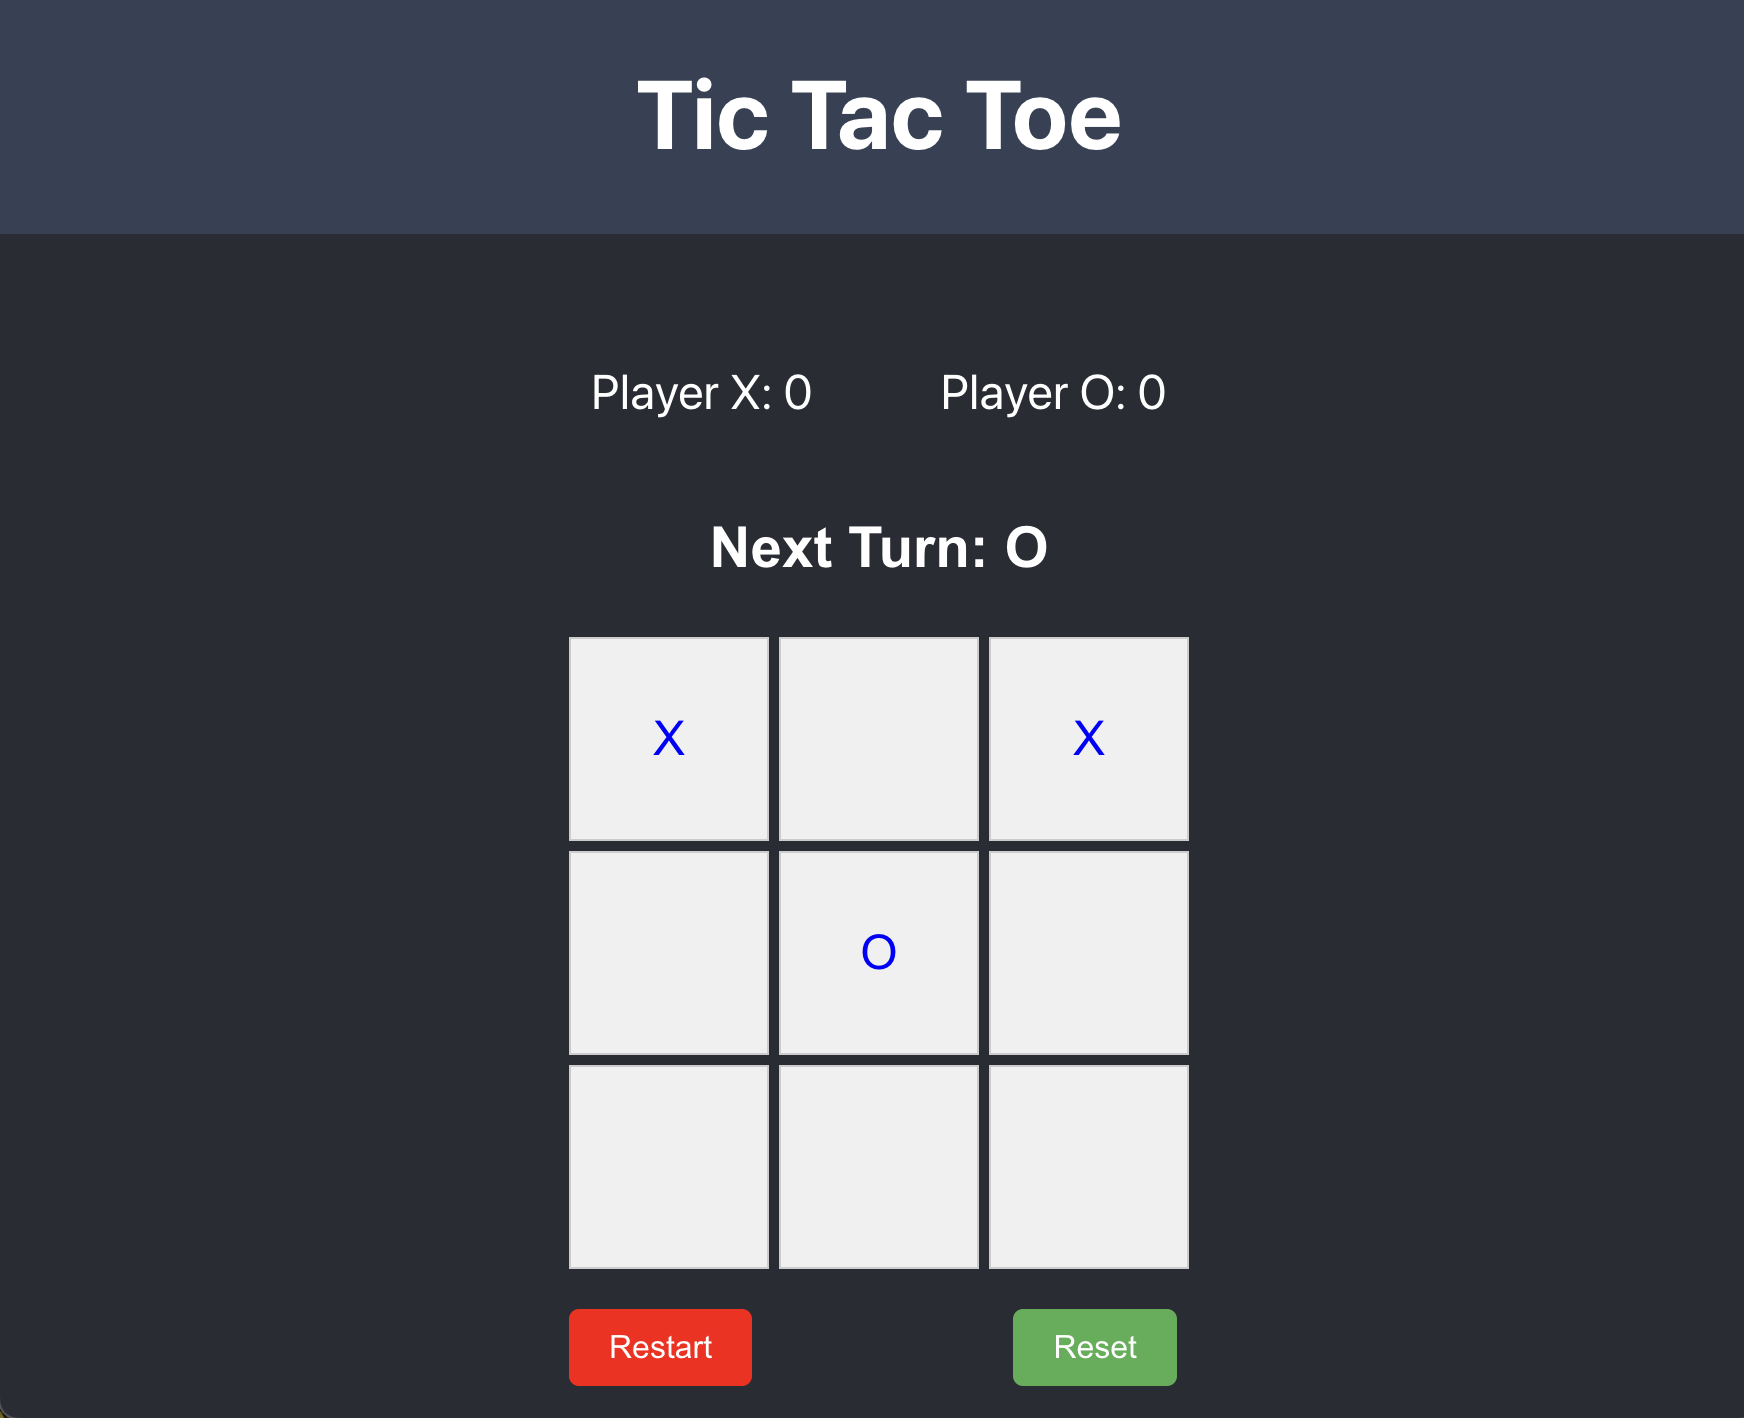 Tic Tac Toe
Player X: 0 Player O: 0
Next Turn: O
X X
O
Restart Reset